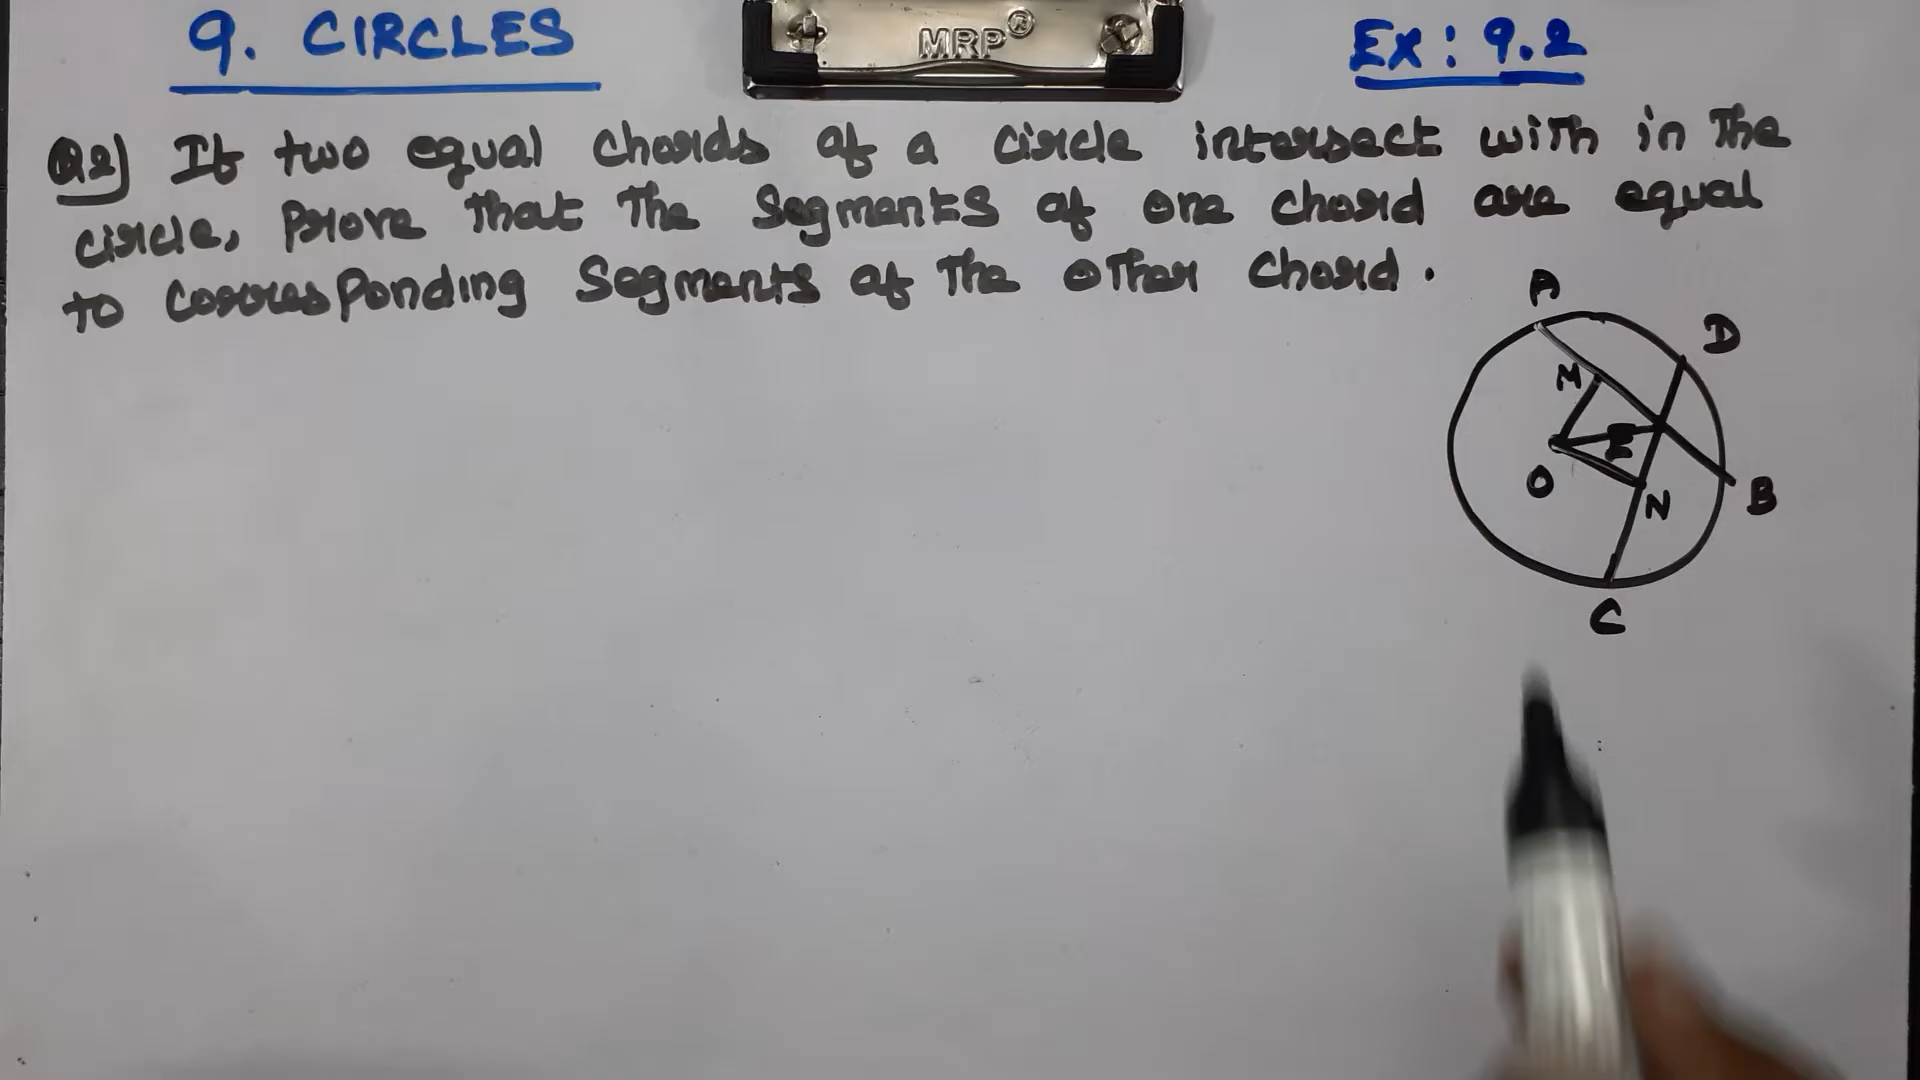 9. CIRCLES
MRP®
Ex: 9.2
Q2) If two equal chords of a circle intersect with in the
circle, prove that the segments of one chord are equal
to corresponding segments of the other chord.
A
D
M
E
O
N
B
C